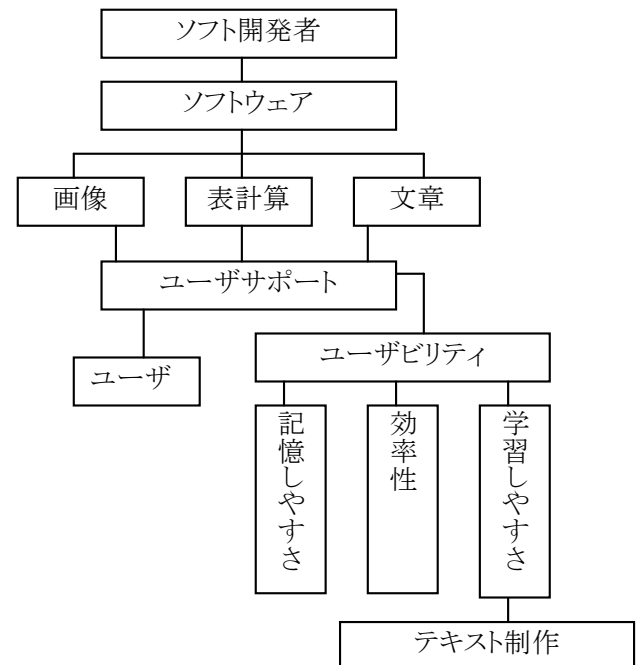 ソフト開発者
ソフトウェア
画像
表計算
文章
ユーザサポート
ユーザビリティ
ユーザ
記憶しやすさ
効率性
学習しやすさ
テキスト制作